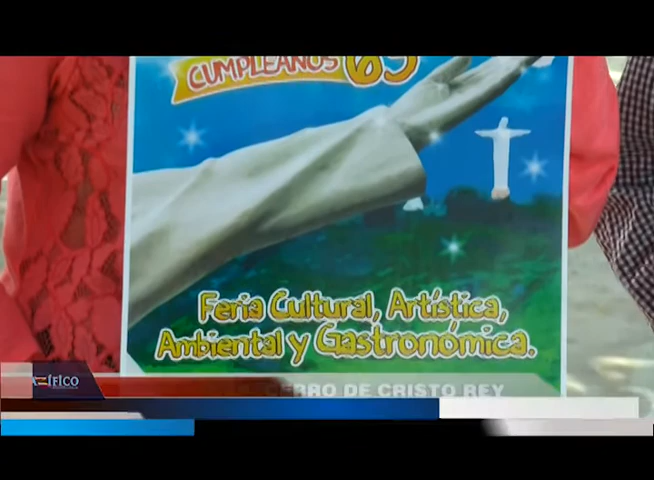 CUMPLEAÑOS 65
Feria Cultural, Artística,
Ambiental y Gastronómica.
CERRO DE CRISTO REY